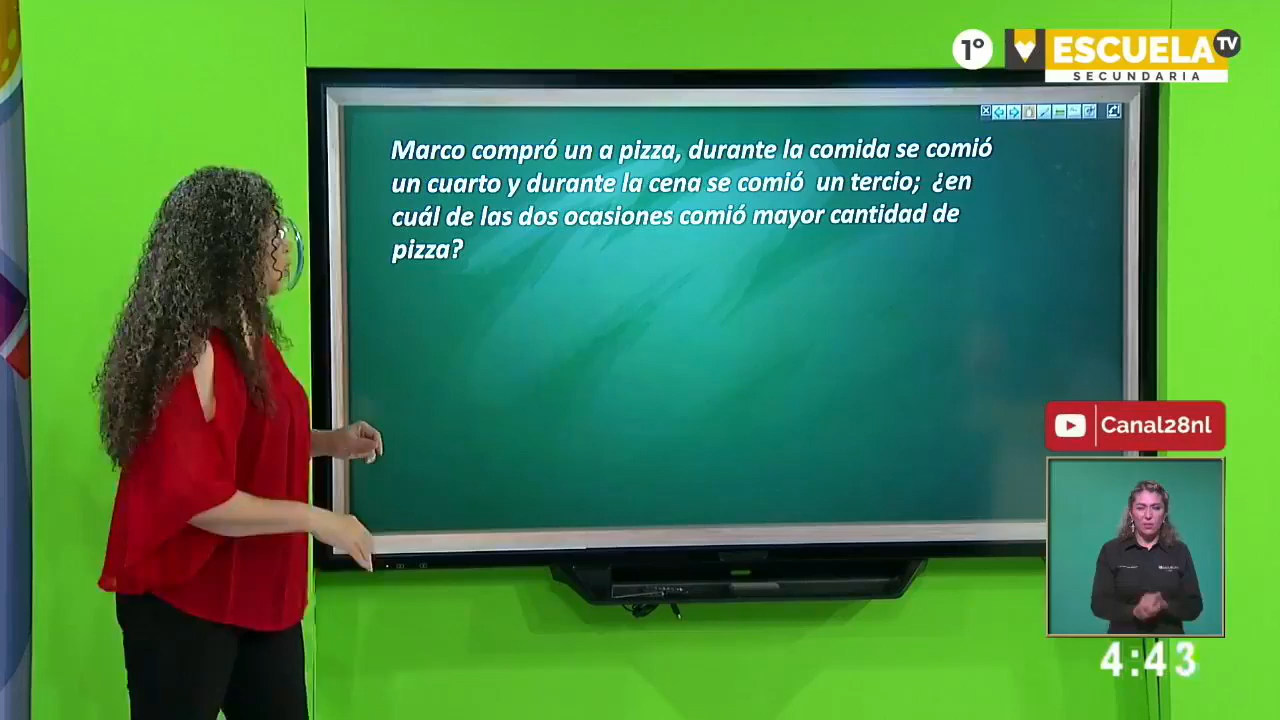 1º
ESCUELA TV
SECUNDARIA
Marco compró un a pizza, durante la comida se comió
un cuarto y durante la cena se comió un tercio; ¿en
cuál de las dos ocasiones comió mayor cantidad de
pizza?
Canal28nl
4:43